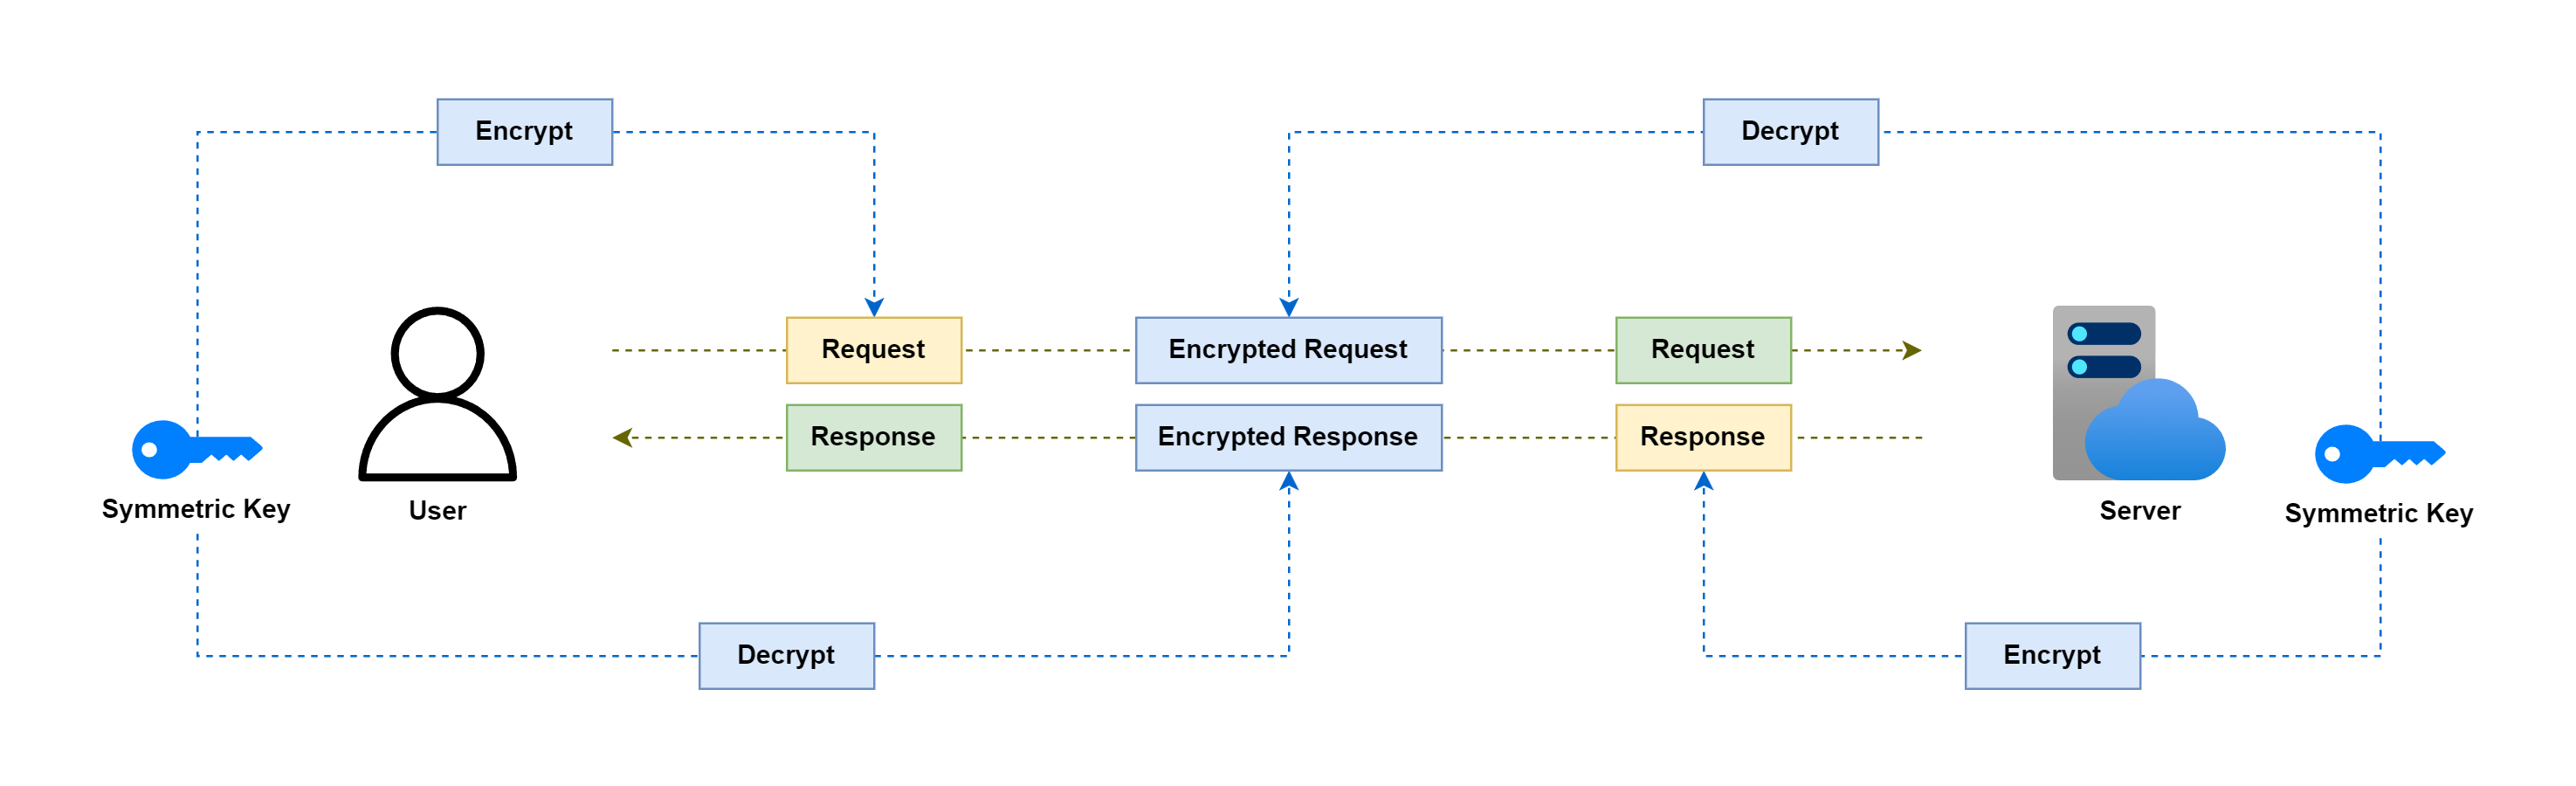 Encrypt
Decrypt
Request
Encrypted Request
Request
Response
Encrypted Response
Response
Symmetric Key
User
Server
Symmetric Key
Decrypt
Encrypt